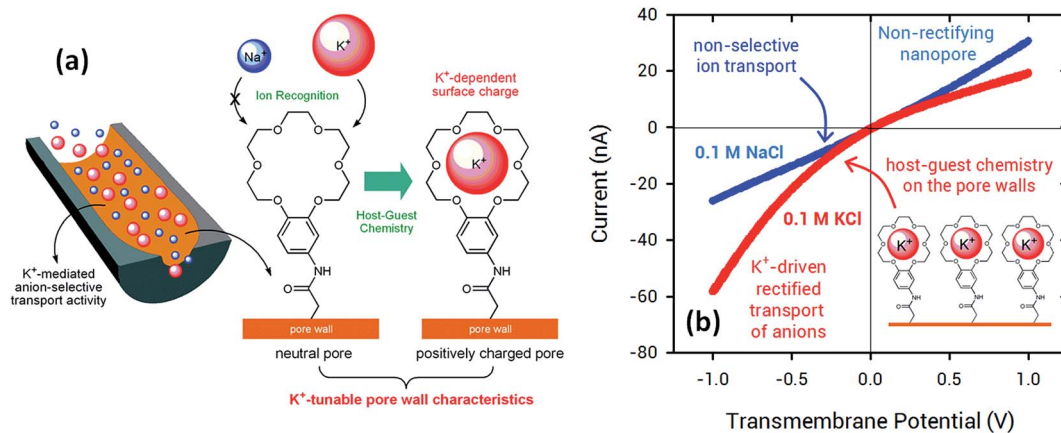 (a)
Na⁺
K⁺
Ion Recognition
K⁺-dependent
surface charge
O
O
O
O
O
O
NH
O
Host-Guest
Chemistry
K⁺
O
O
O
O
O
O
NH
O
K⁺-mediated
anion-selective
transport activity
pore wall
pore wall
neutral pore
positively charged pore
K⁺-tunable pore wall characteristics
(b)
Current (nA)
40
20
0
-20
-40
-60
-80
non-selective
ion transport
Non-rectifying
nanopore
0.1 M NaCl
0.1 M KCl
host-guest chemistry
on the pore walls
K⁺-driven
rectified
transport
of anions
K⁺
K⁺
K⁺
NH
NH
NH
-1.0
-0.5
0.0
0.5
1.0
Transmembrane Potential (V)